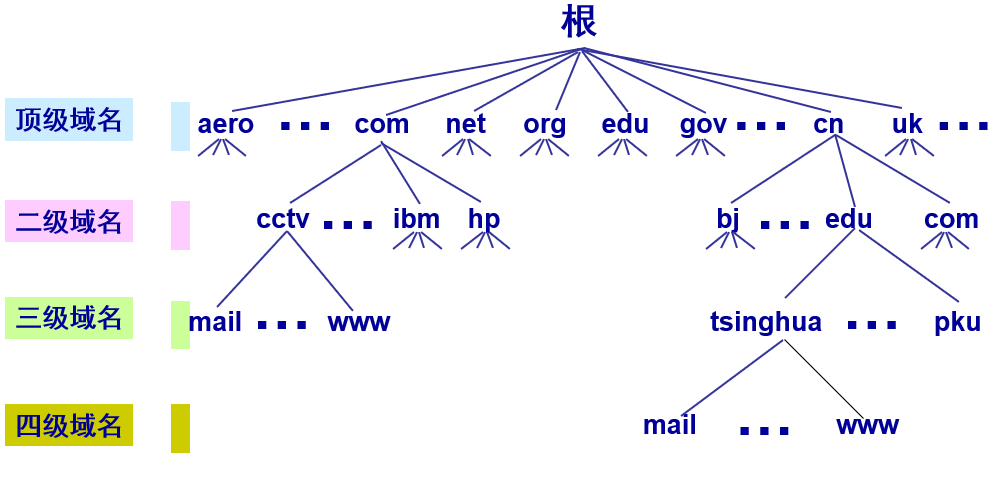 根
顶级域名 aero ... com net org edu gov ... cn uk ...
二级域名 cctv ... ibm hp bj ... edu com
三级域名 mail ... www tsinghua ... pku
四级域名 mail ... www